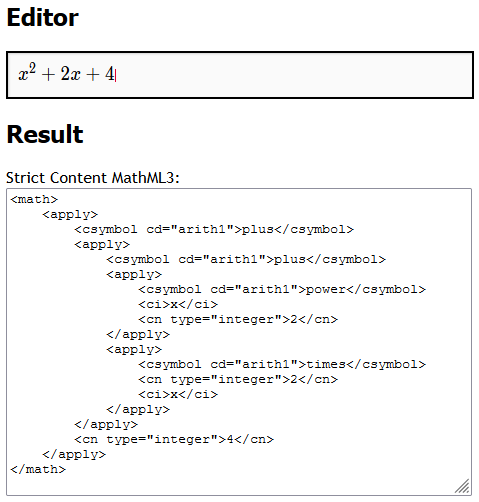 Editor
x² + 2x + 4
Result
Strict Content MathML3:
<math>
    <apply>
        <csymbol cd="arith1">plus</csymbol>
        <apply>
            <csymbol cd="arith1">plus</csymbol>
            <apply>
                <csymbol cd="arith1">power</csymbol>
                <ci>x</ci>
                <cn type="integer">2</cn>
            </apply>
            <apply>
                <csymbol cd="arith1">times</csymbol>
                <cn type="integer">2</cn>
                <ci>x</ci>
            </apply>
        </apply>
        <cn type="integer">4</cn>
    </apply>
</math>